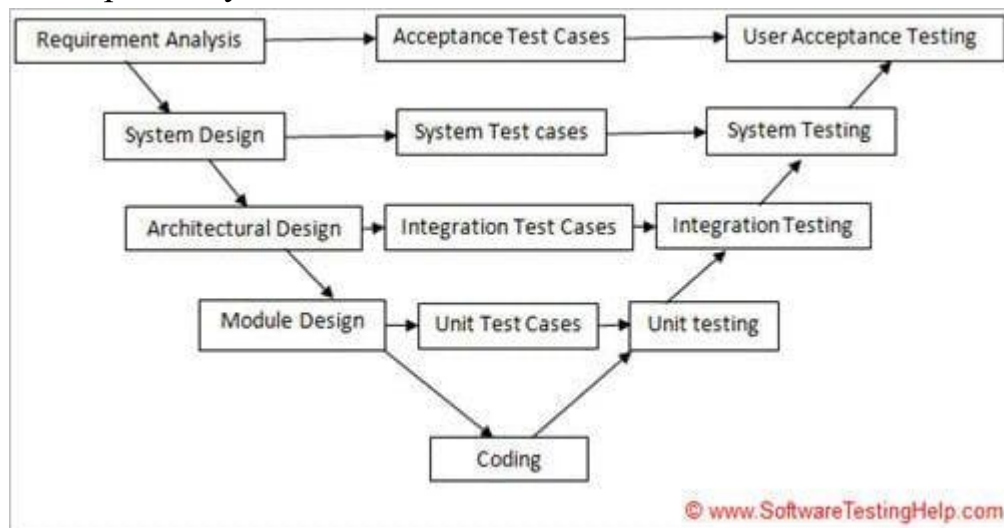 Requirement Analysis
Acceptance Test Cases
User Acceptance Testing
System Design
System Test cases
System Testing
Architectural Design
Integration Test Cases
Integration Testing
Module Design
Unit Test Cases
Unit testing
Coding
© www.SoftwareTestingHelp.com